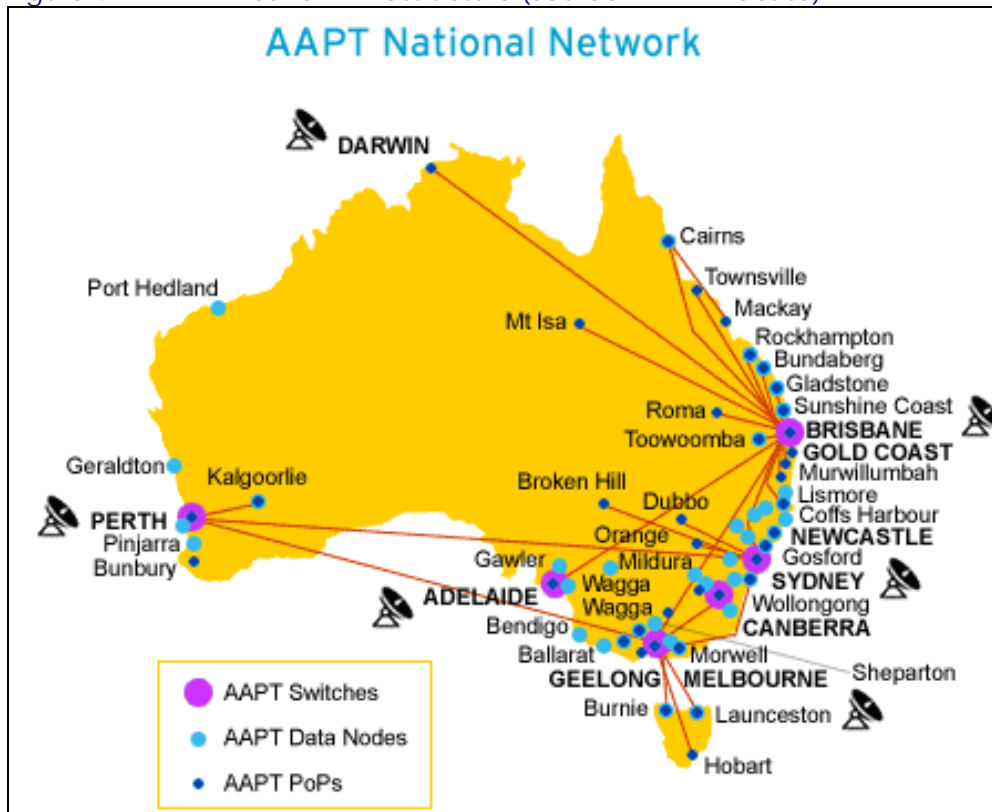 AAPT National Network
DARWIN
Cairns
Townsville
Port Hedland
Mackay
Mt Isa
Rockhampton
Bundaberg
Gladstone
Roma
Sunshine Coast
BRISBANE
Toowoomba
GOLD COAST
Geraldton
Kalgoorlie
Murwillumbah
Broken Hill
Dubbo
Lismore
PERTH
Coffs Harbour
Orange
NEWCASTLE
Pinjarra
Gawler
Mildura
Gosford
Bunbury
ADELAIDE
Wagga
Wagga
SYDNEY
Wollongong
Bendigo
CANBERRA
Ballarat
Morwell
Sheparton
GEELONG
MELBOURNE
AAPT Switches
Burnie
Launceston
AAPT Data Nodes
Hobart
AAPT PoPs